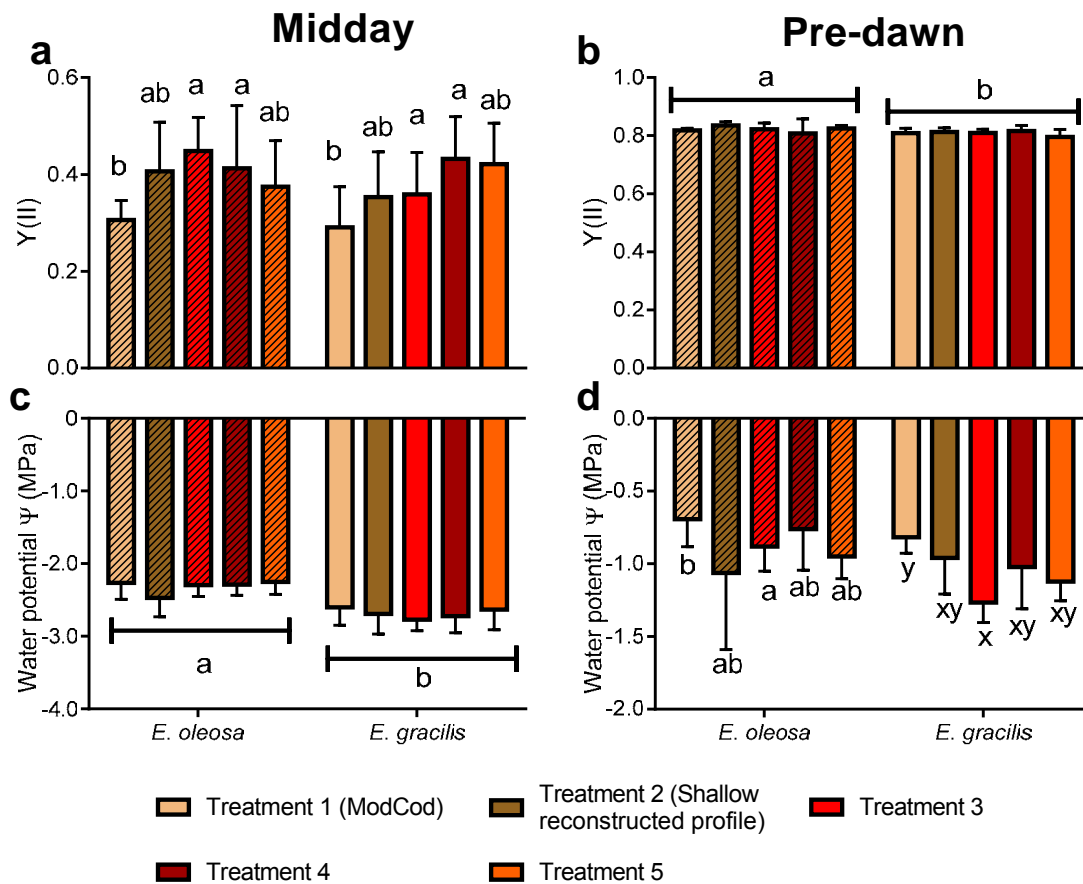 Midday
Pre-dawn
a
0.6
0.4
0.2
0.0
Y(II)
b
ab
a
a
ab
b
ab
a
a
ab
b
1.0
0.8
0.6
0.4
0.2
0.0
Y(II)
a
b
c
0
-1.0
-2.0
-3.0
-4.0
Water potential Ψ (MPa)
a
b
E. oleosa
E. gracilis
d
0.0
-0.5
-1.0
-1.5
-2.0
Water potential Ψ (MPa)
b
ab
a
ab
ab
y
xy
x
xy
xy
E. oleosa
E. gracilis
Treatment 1 (ModCod)
Treatment 2 (Shallow
reconstructed profile)
Treatment 3
Treatment 4
Treatment 5